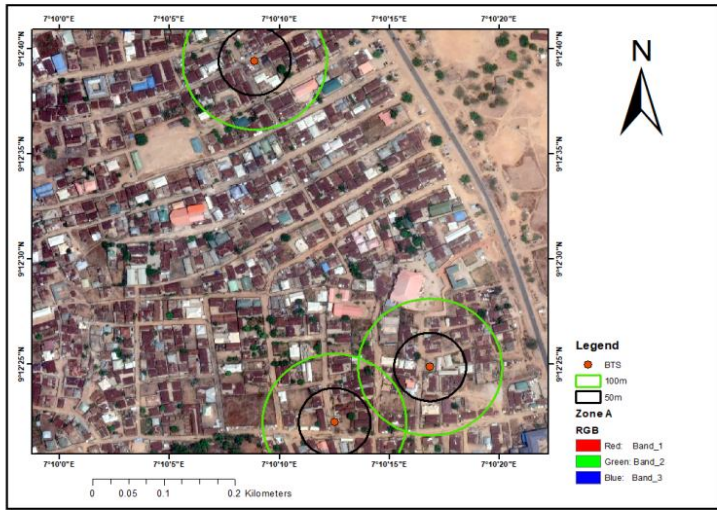 7°10'0"E 7°10'5"E 7°10'10"E 7°10'15"E 7°10'20"E
9°12'40"N 9°12'40"N
9°12'35"N 9°12'35"N
9°12'30"N 9°12'30"N
9°12'25"N 9°12'25"N
7°10'0"E 7°10'5"E 7°10'10"E 7°10'15"E 7°10'20"E
0 0.05 0.1 0.2 Kilometers
N
Legend
BTS
100m
50m
Zone A
RGB
Red: Band_1
Green: Band_2
Blue: Band_3